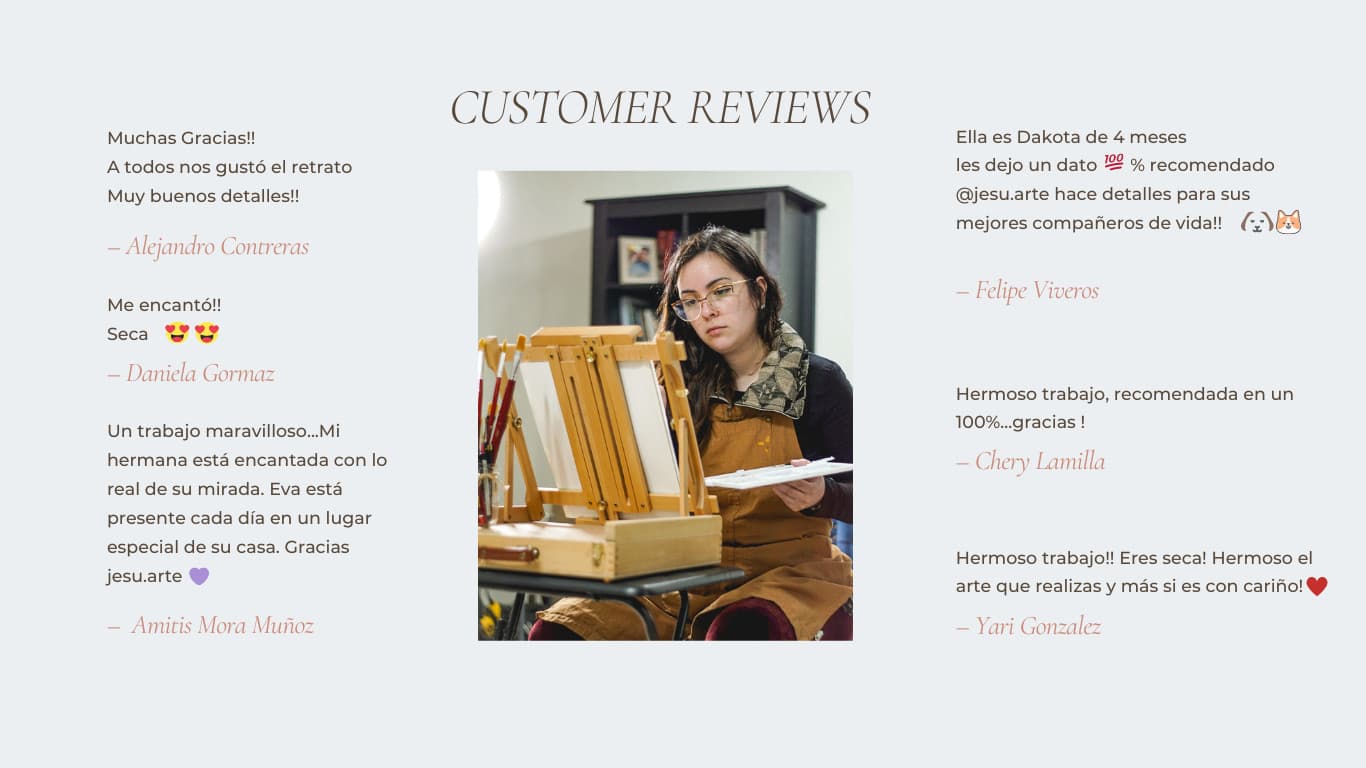 CUSTOMER REVIEWS
Muchas Gracias!!
A todos nos gustó el retrato
Muy buenos detalles!!
– Alejandro Contreras
Me encantó!!
Seca 😍😍
– Daniela Gormaz
Un trabajo maravilloso...Mi
hermana está encantada con lo
real de su mirada. Eva está
presente cada día en un lugar
especial de su casa. Gracias
jesu.arte 💜
– Amitis Mora Muñoz
Ella es Dakota de 4 meses
les dejo un dato 💯 % recomendado
@jesu.arte hace detalles para sus
mejores compañeros de vida!! 🐶🐱
– Felipe Viveros
Hermoso trabajo, recomendada en un
100%...gracias !
– Chery Lamilla
Hermoso trabajo!! Eres seca! Hermoso el
arte que realizas y más si es con cariño!❤️
– Yari Gonzalez